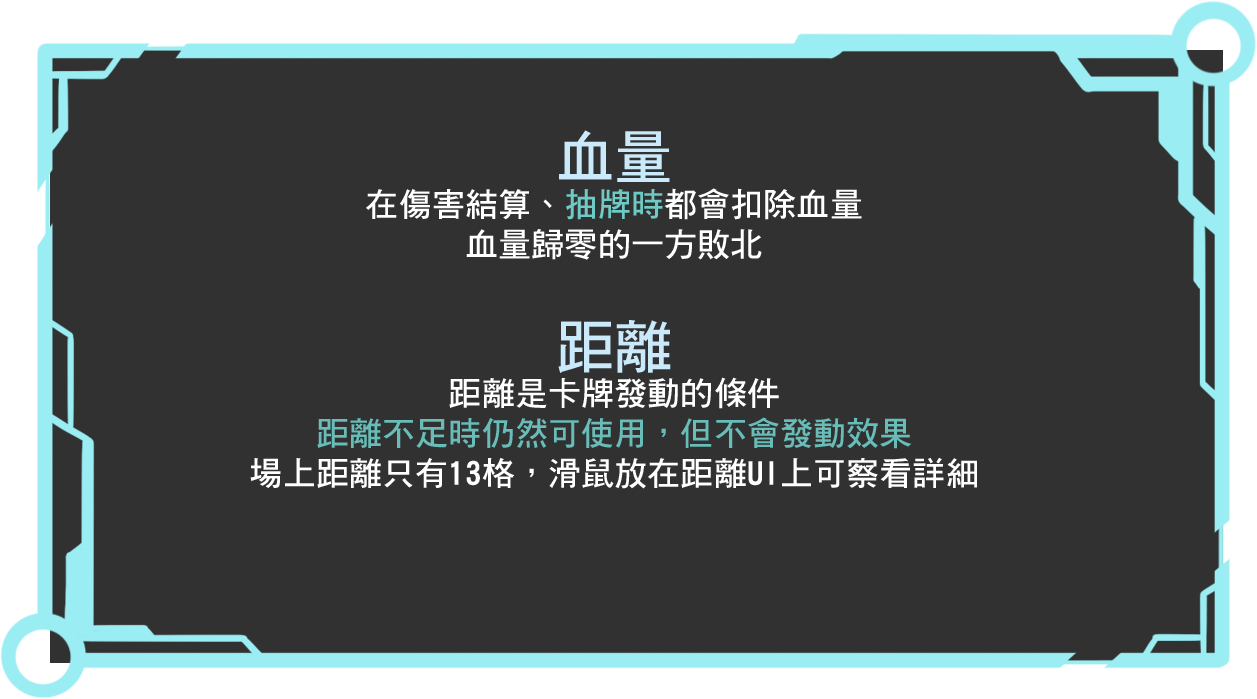 血量
在傷害結算、抽牌時都會扣除血量
血量歸零的一方敗北
距離
距離是卡牌發動的條件
距離不足時仍然可使用，但不會發動效果
場上距離只有13格，滑鼠放在距離UI上可察看詳細